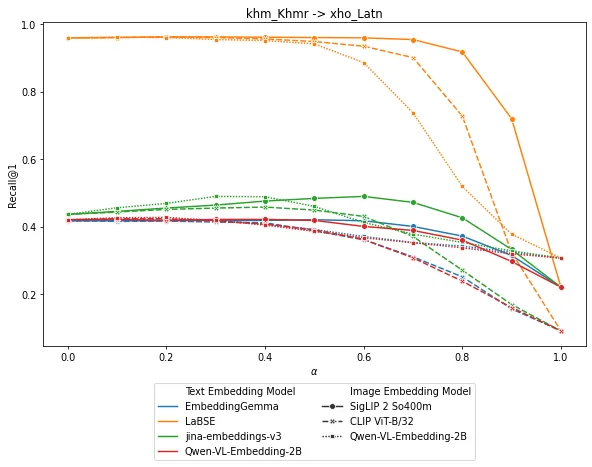 khm_Khmr -> xho_Latn
Recall@1
1.0
0.8
0.6
0.4
0.2
0.0 0.2 0.4 0.6 0.8 1.0
α
Text Embedding Model
EmbeddingGemma
LaBSE
jina-embeddings-v3
Qwen-VL-Embedding-2B
Image Embedding Model
SigLIP 2 So400m
CLIP ViT-B/32
Qwen-VL-Embedding-2B